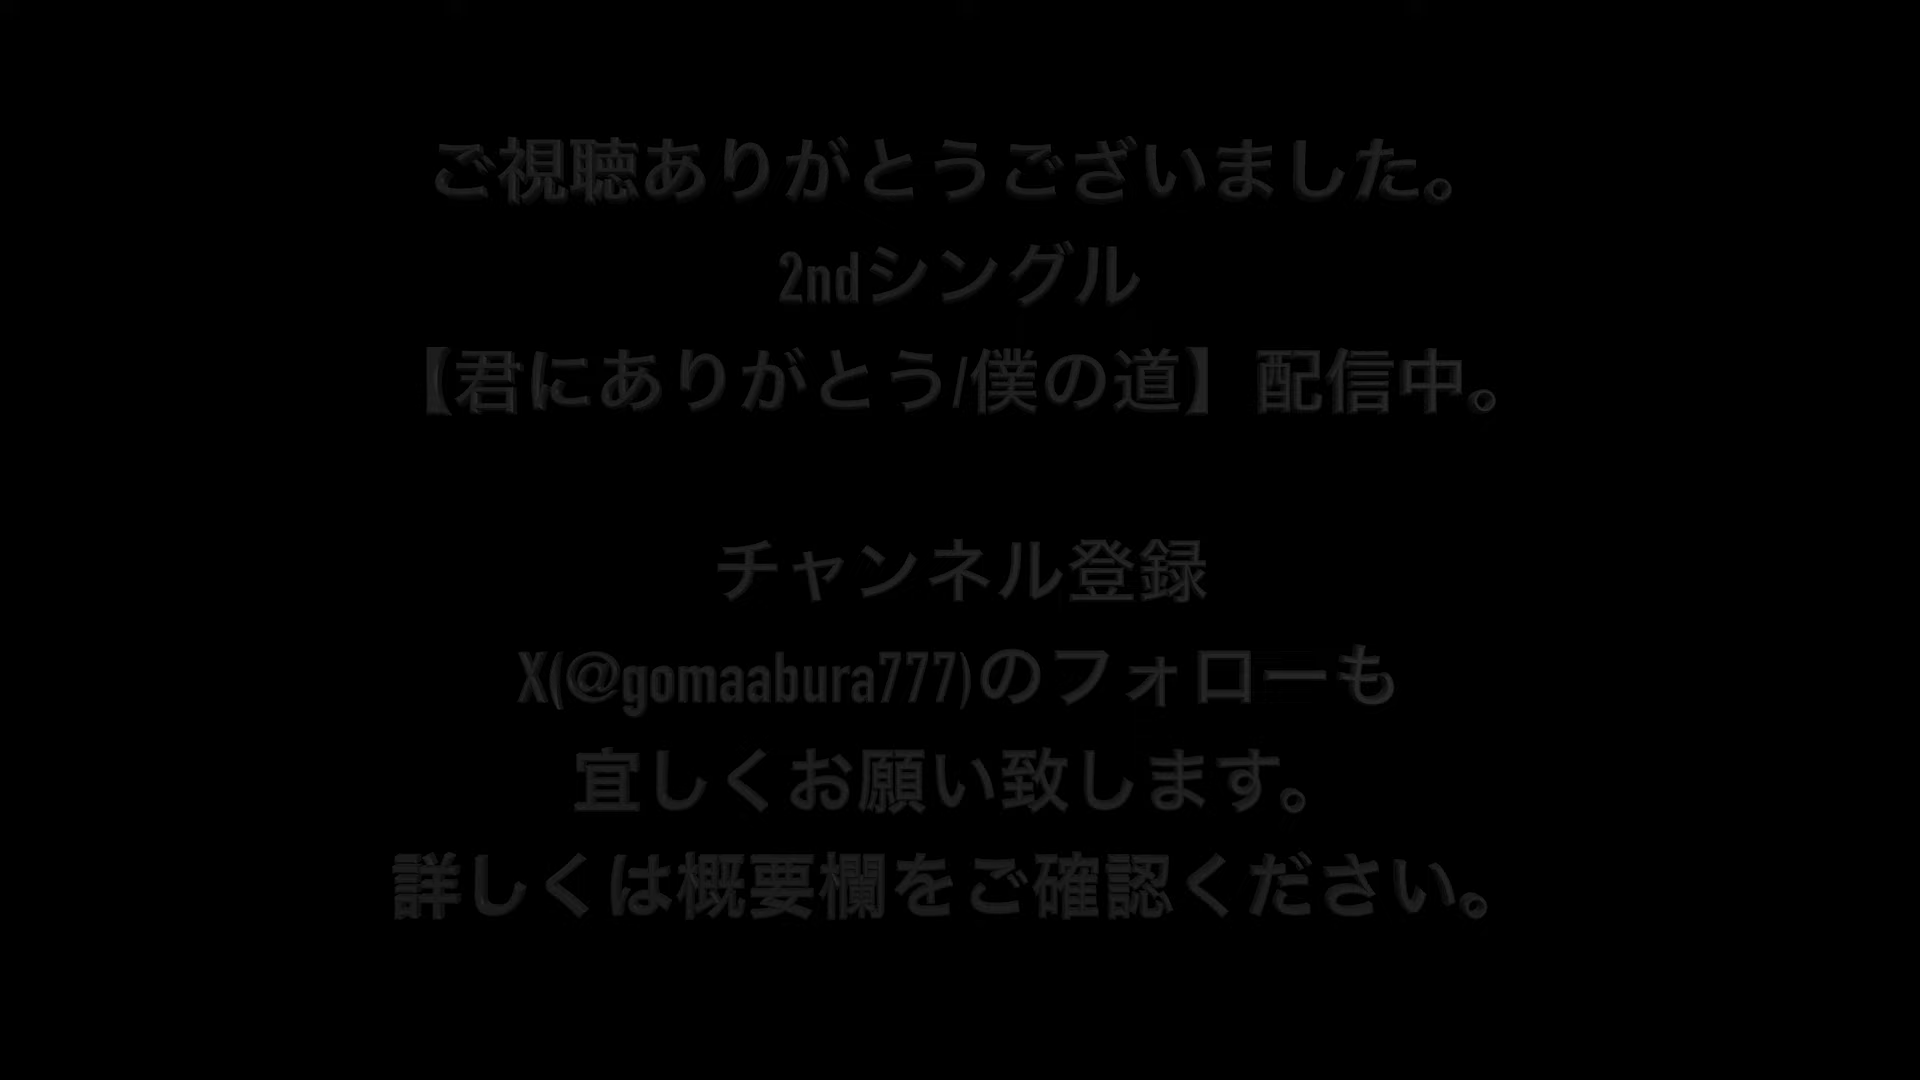 ご視聴ありがとうございました。
2ndシングル
【君にありがとう/僕の道】配信中。
チャンネル登録
X(@gomaabura777)のフォローも
宜しくお願い致します。
詳しくは概要欄をご確認ください。